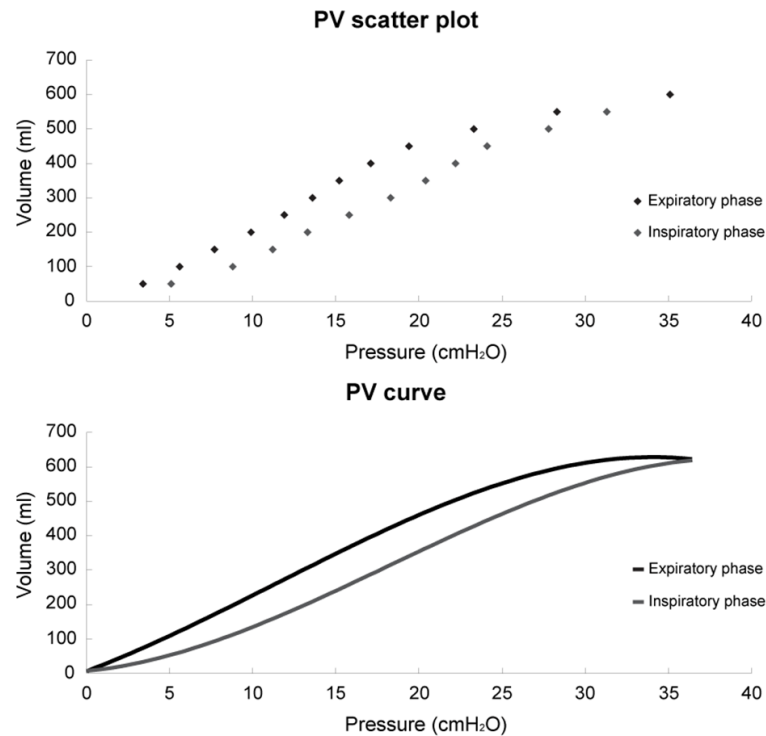 PV scatter plot
700
600
500
400
300
200
100
0
Volume (ml)
Expiratory phase
Inspiratory phase
0 5 10 15 20 25 30 35 40
Pressure (cmH₂O)
PV curve
700
600
500
400
300
200
100
0
Volume (ml)
Expiratory phase
Inspiratory phase
0 5 10 15 20 25 30 35 40
Pressure (cmH₂O)